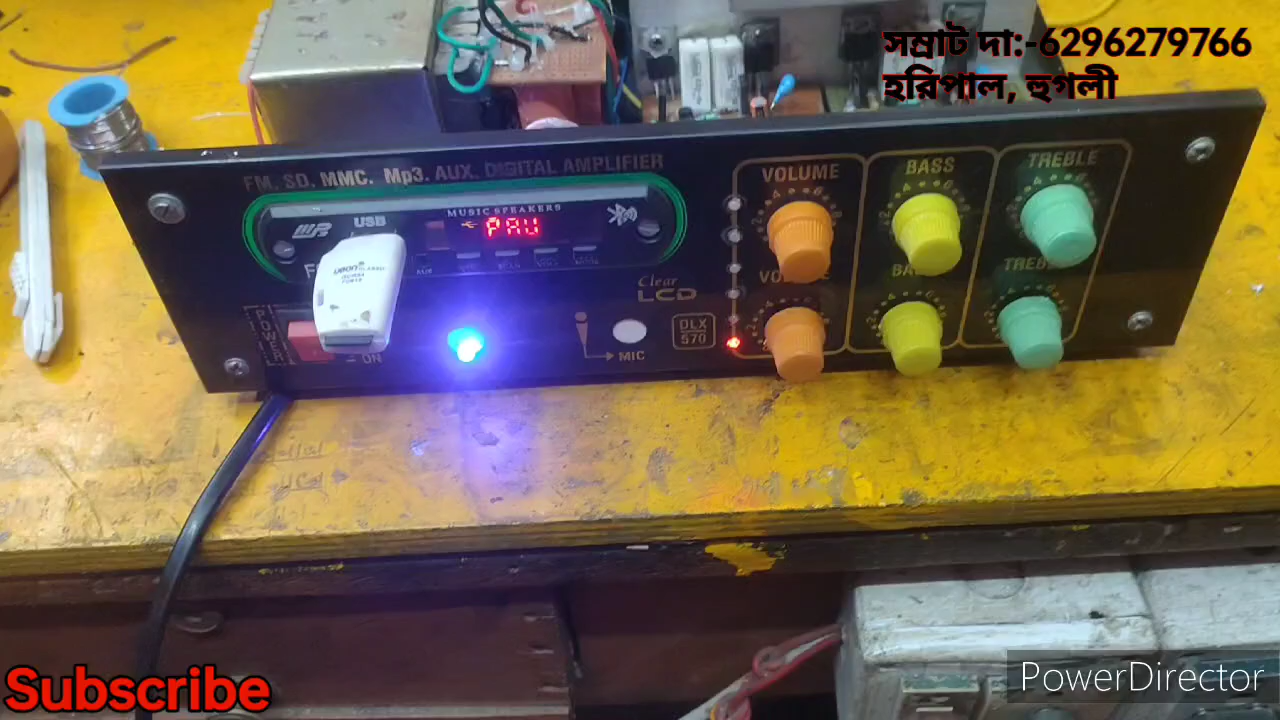 সম্রাট দা:-6296279766
হরিপাল, হুগলী
FM. SD. MMC. Mp3. AUX. DIGITAL AMPLIFIER
MUSIC SPEAKERS
USB
PAU
VOLUME
BASS
TREBLE
Clear
LCD
POWER
ON
MIC
DLX
570
Subscribe
PowerDirector